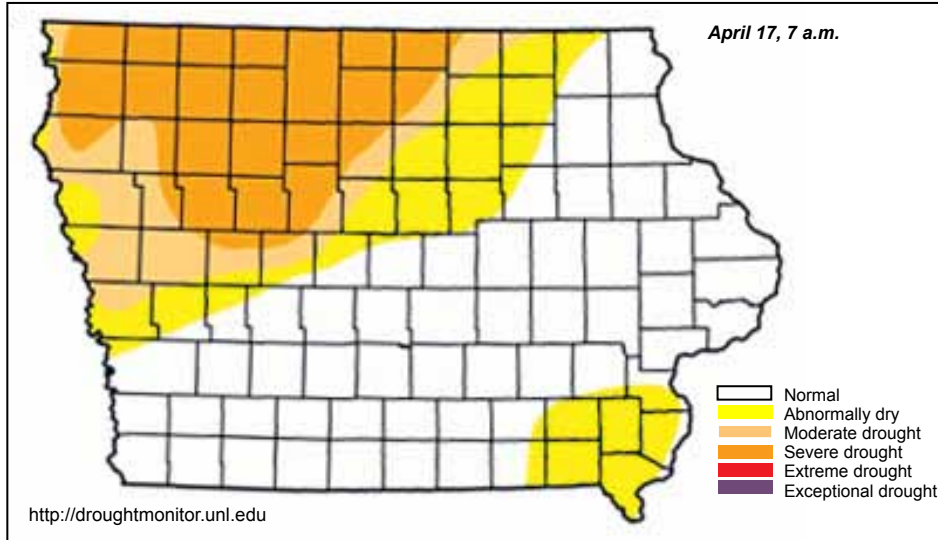 April 17, 7 a.m.
Normal
Abnormally dry
Moderate drought
Severe drought
Extreme drought
Exceptional drought
http://droughtmonitor.unl.edu